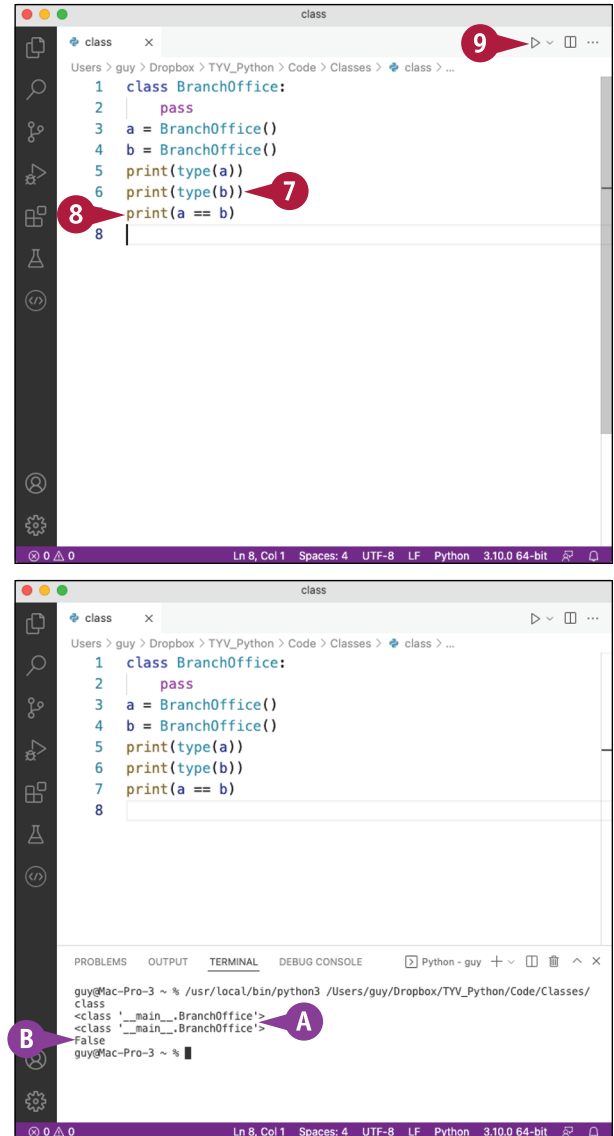 class
class ×
9
Users > guy > Dropbox > TYV_Python > Code > Classes > class > ...
1 class BranchOffice:
2 pass
3 a = BranchOffice()
4 b = BranchOffice()
5 print(type(a))
6 print(type(b))
7
8
print(a == b)
8
0 0 Ln 8, Col 1 Spaces: 4 UTF-8 LF Python 3.10.0 64-bit
class
class ×
Users > guy > Dropbox > TYV_Python > Code > Classes > class > ...
1 class BranchOffice:
2 pass
3 a = BranchOffice()
4 b = BranchOffice()
5 print(type(a))
6 print(type(b))
7 print(a == b)
8
PROBLEMS OUTPUT TERMINAL DEBUG CONSOLE Python - guy
guy@Mac-Pro-3 ~ % /usr/local/bin/python3 /Users/guy/Dropbox/TYV_Python/Code/Classes/
class
<class '__main__.BranchOffice'>
<class '__main__.BranchOffice'>
A
B
False
guy@Mac-Pro-3 ~ %
0 0 Ln 8, Col 1 Spaces: 4 UTF-8 LF Python 3.10.0 64-bit